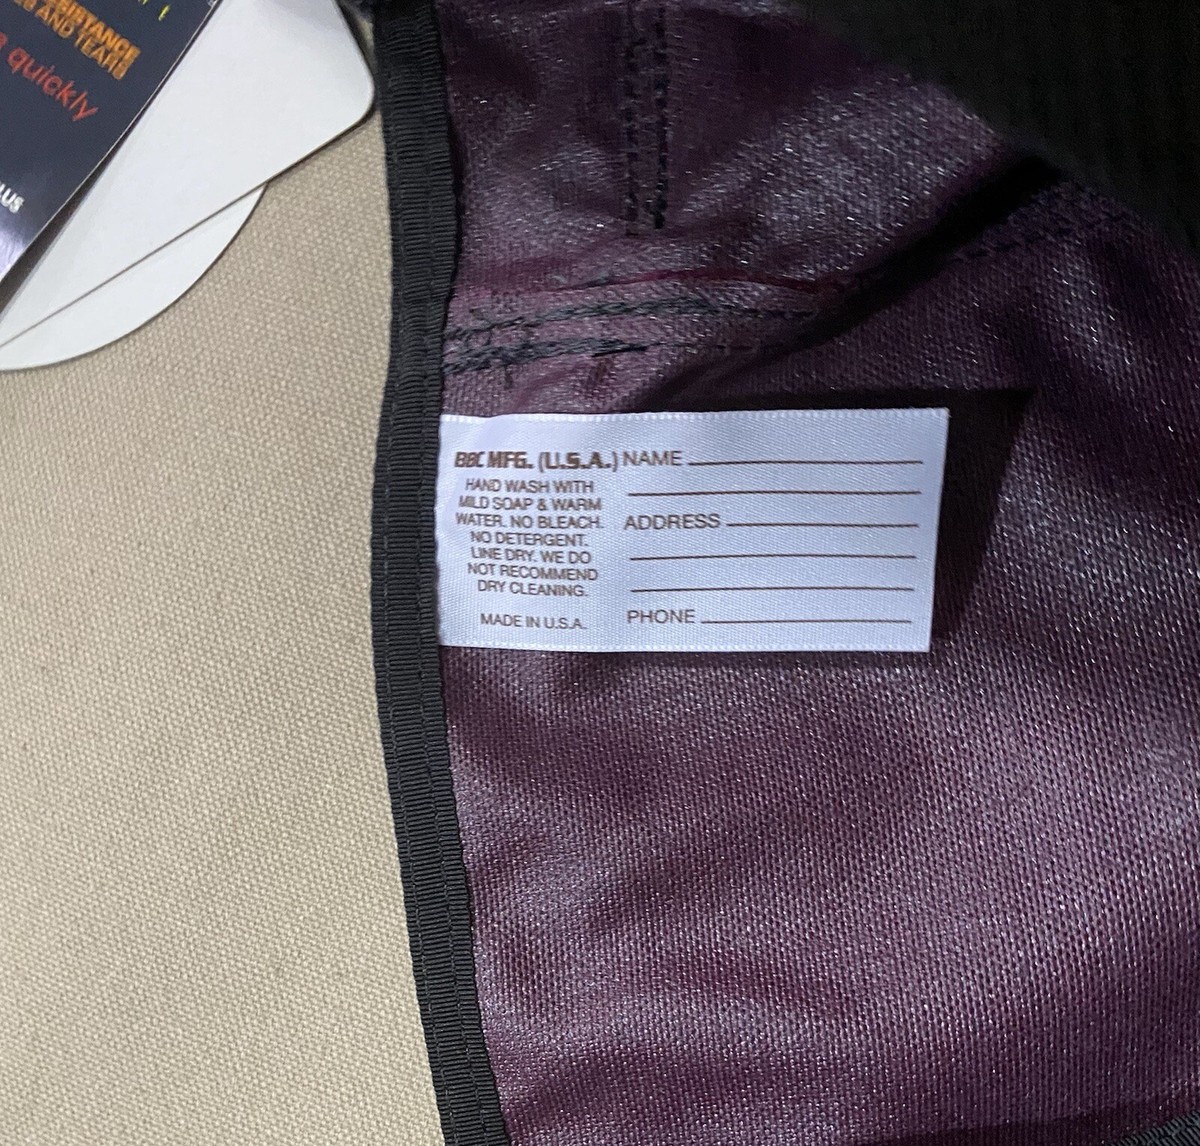 AND TEARS
quickly
BBC MFG. (U.S.A.)
HAND WASH WITH
MILD SOAP & WARM
WATER. NO BLEACH.
NO DETERGENT.
LINE DRY. WE DO
NOT RECOMMEND
DRY CLEANING.
MADE IN U.S.A.
NAME
ADDRESS
PHONE